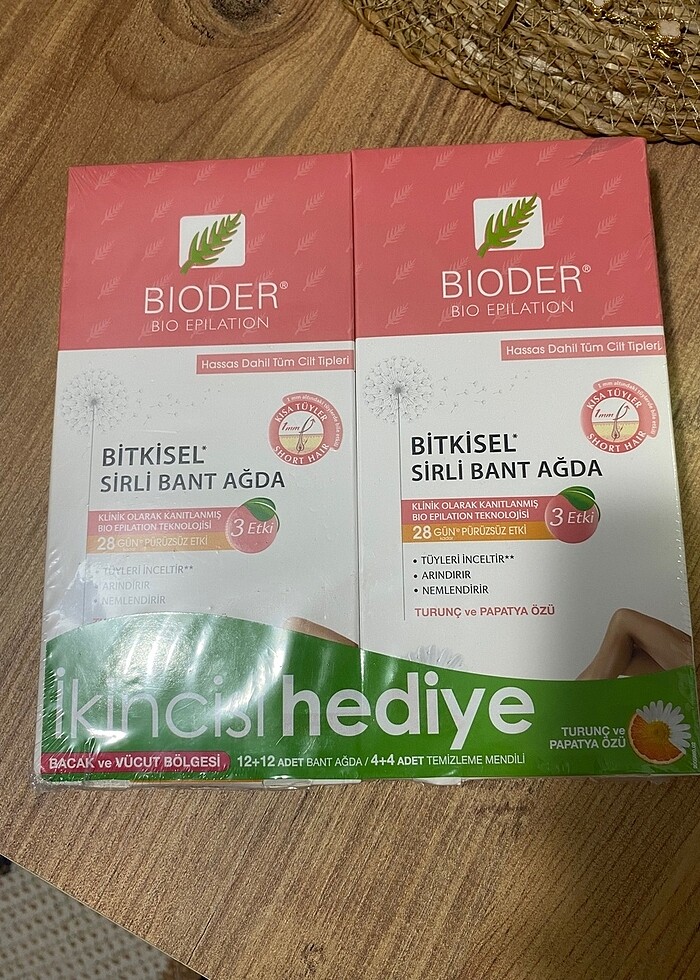 BIODER®
BIO EPILATION
Hassas Dahil Tüm Cilt Tipleri
KISA TÜYLER
1mm
SHORT HAIR
BİTKİSEL*
SİRLİ BANT AĞDA
KLİNİK OLARAK KANITLANMIŞ
BIO EPILATION TEKNOLOJİSİ
28 GÜN* PÜRÜZSÜZ ETKİ
3 Etki
• TÜYLERİ İNCELTİR**
• ARINDIRIR
• NEMLENDİRİR
BIODER®
BIO EPILATION
Hassas Dahil Tüm Cilt Tipleri
KISA TÜYLER
1mm
SHORT HAIR
BİTKİSEL*
SİRLİ BANT AĞDA
KLİNİK OLARAK KANITLANMIŞ
BIO EPILATION TEKNOLOJİSİ
28 GÜN* PÜRÜZSÜZ ETKİ
3 Etki
• TÜYLERİ İNCELTİR**
• ARINDIRIR
• NEMLENDİRİR
TURUNÇ ve PAPATYA ÖZÜ
ikincisi hediye
TURUNÇ ve
PAPATYA ÖZÜ
BACAK ve VÜCUT BÖLGESİ 12+12 ADET BANT AĞDA / 4+4 ADET TEMİZLEME MENDİLİ